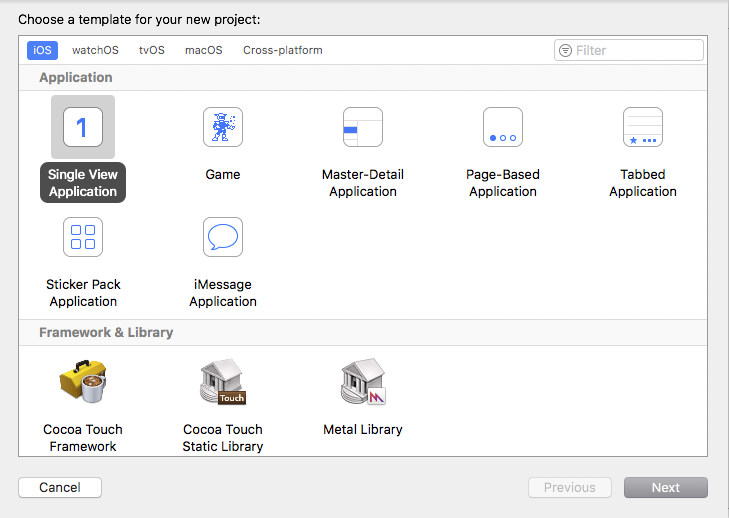 Choose a template for your new project:
iOS watchOS tvOS macOS Cross-platform Filter
Application
1
Single View Application
Game
Master-Detail Application
Page-Based Application
Tabbed Application
Sticker Pack Application
iMessage Application
Framework & Library
Touch
Cocoa Touch Framework
Cocoa Touch Static Library
Metal Library
Cancel Previous Next